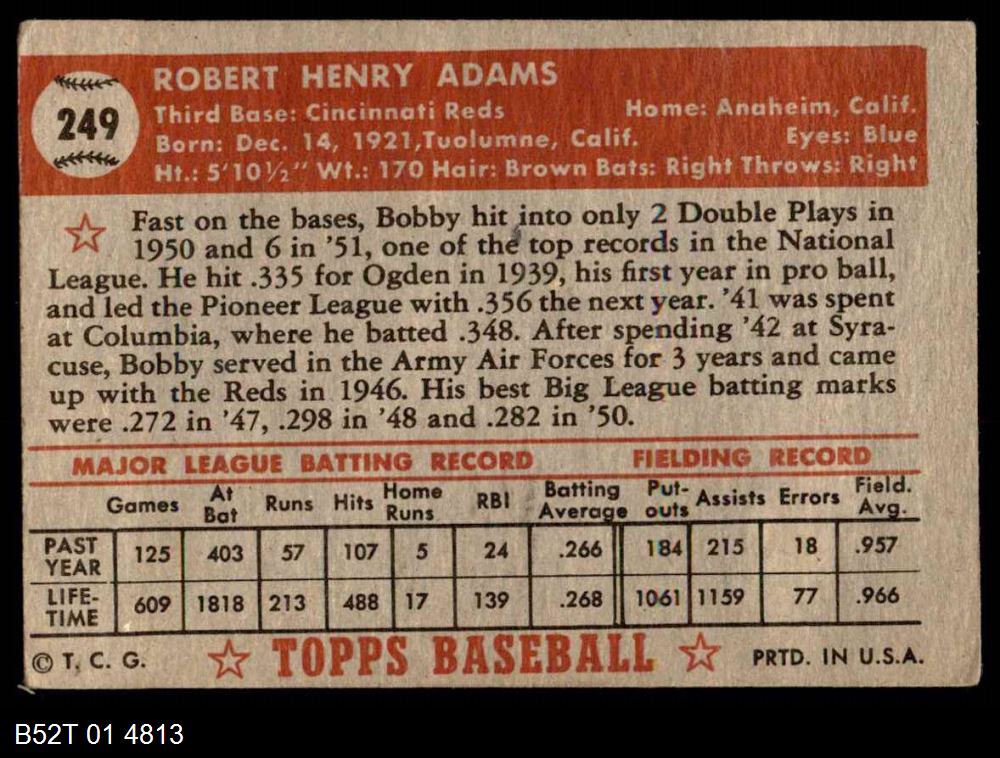 249
ROBERT HENRY ADAMS
Third Base: Cincinnati Reds Home: Anaheim, Calif.
Born: Dec. 14, 1921, Tuolumne, Calif. Eyes: Blue
Ht.: 5'10½" Wt.: 170 Hair: Brown Bats: Right Throws: Right
Fast on the bases, Bobby hit into only 2 Double Plays in
1950 and 6 in '51, one of the top records in the National
League. He hit .335 for Ogden in 1939, his first year in pro ball,
and led the Pioneer League with .356 the next year. '41 was spent
at Columbia, where he batted .348. After spending '42 at Syra-
cuse, Bobby served in the Army Air Forces for 3 years and came
up with the Reds in 1946. His best Big League batting marks
were .272 in '47, .298 in '48 and .282 in '50.
MAJOR LEAGUE BATTING RECORD FIELDING RECORD
Games At Bat Runs Hits Home Runs RBI Batting Average Put-outs Assists Errors Field. Avg.
PAST YEAR 125 403 57 107 5 24 .266 184 215 18 .957
LIFE-TIME 609 1818 213 488 17 139 .268 1061 1159 77 .966
© T. C. G. TOPPS BASEBALL PRTD. IN U.S.A.
B52T 01 4813